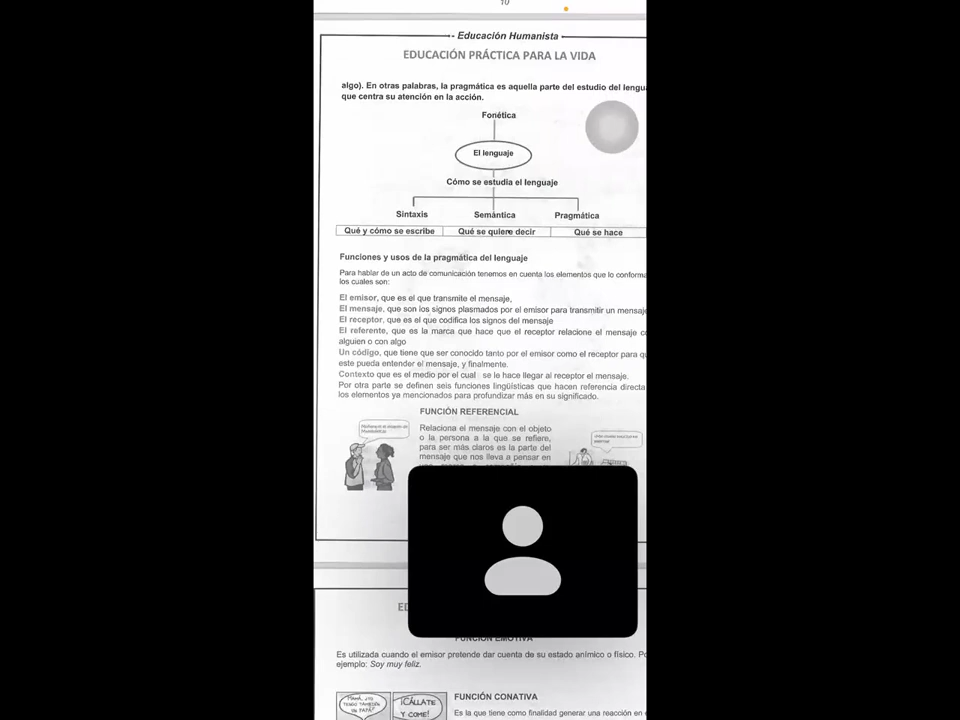 10
- Educación Humanista
EDUCACIÓN PRÁCTICA PARA LA VIDA
algo). En otras palabras, la pragmática es aquella parte del estudio del lengu
que centra su atención en la acción.
Fonética
El lenguaje
Cómo se estudia el lenguaje
Sintaxis Semántica Pragmática
Qué y cómo se escribe Qué se quiere decir Qué se hace
Funciones y usos de la pragmática del lenguaje
Para hablar de un acto de comunicación tenemos en cuenta los elementos que lo conforma
los cuales son:
El emisor, que es el que transmite el mensaje,
El mensaje, que son los signos plasmados por el emisor para transmitir un mensaje
El receptor, que es el que codifica los signos del mensaje
El referente, que es la marca que hace que el receptor relacione el mensaje c
alguien o con algo
Un código, que tiene que ser conocido tanto por el emisor como el receptor para q
este pueda entender el mensaje, y finalmente.
Contexto que es el medio por el cual se le hace llegar al receptor el mensaje.
Por otra parte se definen seis funciones lingüísticas que hacen referencia directa
los elementos ya mencionados para profundizar más en su significado.
FUNCIÓN REFERENCIAL
Relaciona el mensaje con el objeto
o la persona a la que se refiere,
para ser más claros es la parte del
mensaje que nos lleva a pensar en
FUNCIÓN EMOTIVA
Es utilizada cuando el emisor pretende dar cuenta de su estado anímico o físico. Po
ejemplo: Soy muy feliz.
MAMÁ, ¿YO
TENGO TAMBIÉN
UN PAPÁ?
¡CÁLLATE
Y COME!
FUNCIÓN CONATIVA
Es la que tiene como finalidad generar una reacción en